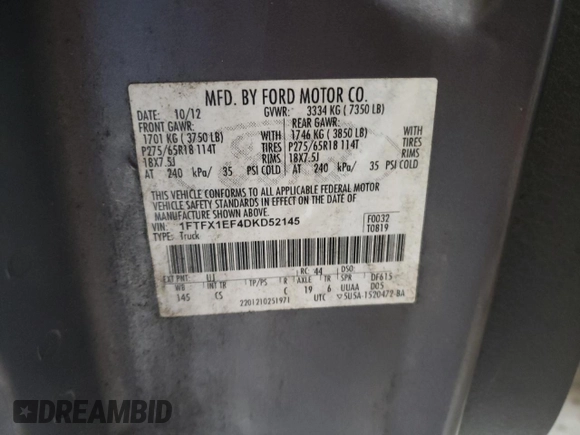 MFD. BY FORD MOTOR CO.
DATE: 10/12 GVWR: 3334 KG ( 7350 LB)
FRONT GAWR: REAR GAWR:
1701 KG ( 3750 LB) WITH 1746 KG ( 3850 LB) WITH
P275/65R18 114T TIRES P275/65R18 114T TIRES
18X7.5J RIMS 18X7.5J RIMS
AT 240 kPa/ 35 PSI COLD AT 240 kPa/ 35 PSI COLD
THIS VEHICLE CONFORMS TO ALL APPLICABLE FEDERAL MOTOR
VEHICLE SAFETY STANDARDS IN EFFECT ON THE DATE OF
MANUFACTURE SHOWN ABOVE.
VIN: 1FTFX1EF4DKD52145 F0032
TYPE: Truck T0819
EXT PNT: UJ RC: 44 DSO:
WB INT TR TP/PS R AXLE TR SPR DF615
145 CS C 19 6 UUAA D05
2201210251971 UTC ▽5U5A-1520472-BA
DREAMBID